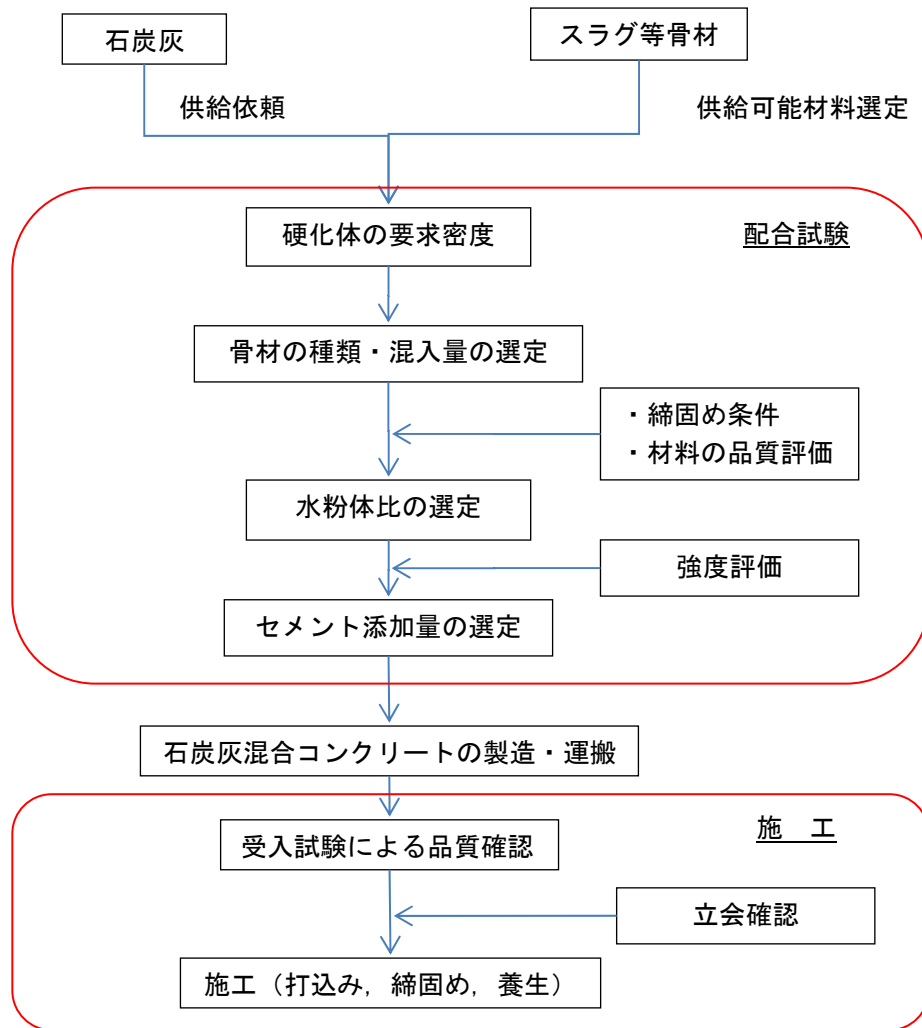 石炭灰
スラグ等骨材
供給依頼
供給可能材料選定
硬化体の要求密度
配合試験
骨材の種類・混入量の選定
・締固め条件
・材料の品質評価
水粉体比の選定
強度評価
セメント添加量の選定
石炭灰混合コンクリートの製造・運搬
受入試験による品質確認
施　工
立会確認
施工（打込み，締固め，養生）